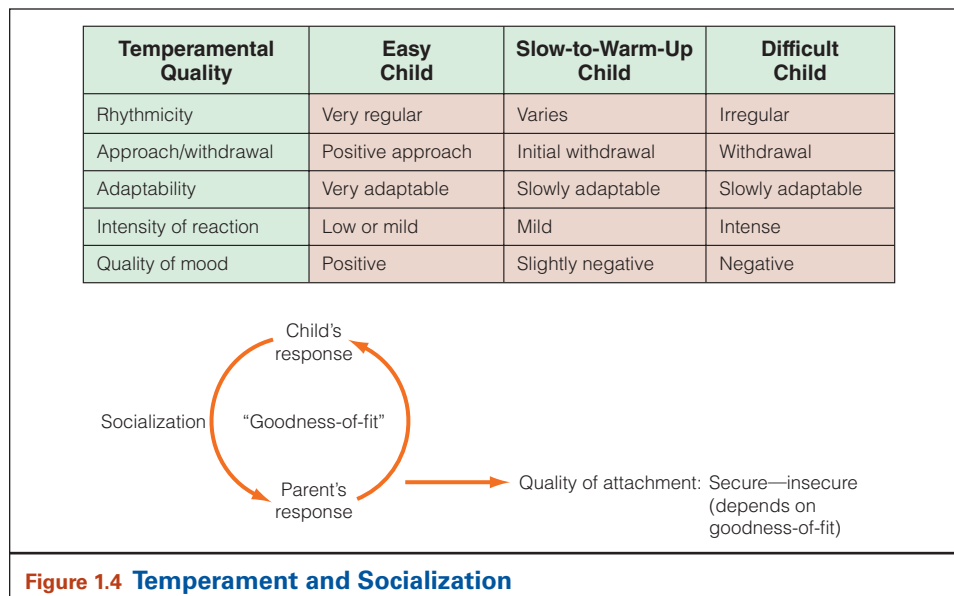 Temperamental Quality Easy Child Slow-to-Warm-Up Child Difficult Child
Rhythmicity Very regular Varies Irregular
Approach/withdrawal Positive approach Initial withdrawal Withdrawal
Adaptability Very adaptable Slowly adaptable Slowly adaptable
Intensity of reaction Low or mild Mild Intense
Quality of mood Positive Slightly negative Negative
Child’s
response
Socialization “Goodness-of-fit”
Parent’s
response
Quality of attachment: Secure—insecure
(depends on
goodness-of-fit)
Figure 1.4 Temperament and Socialization